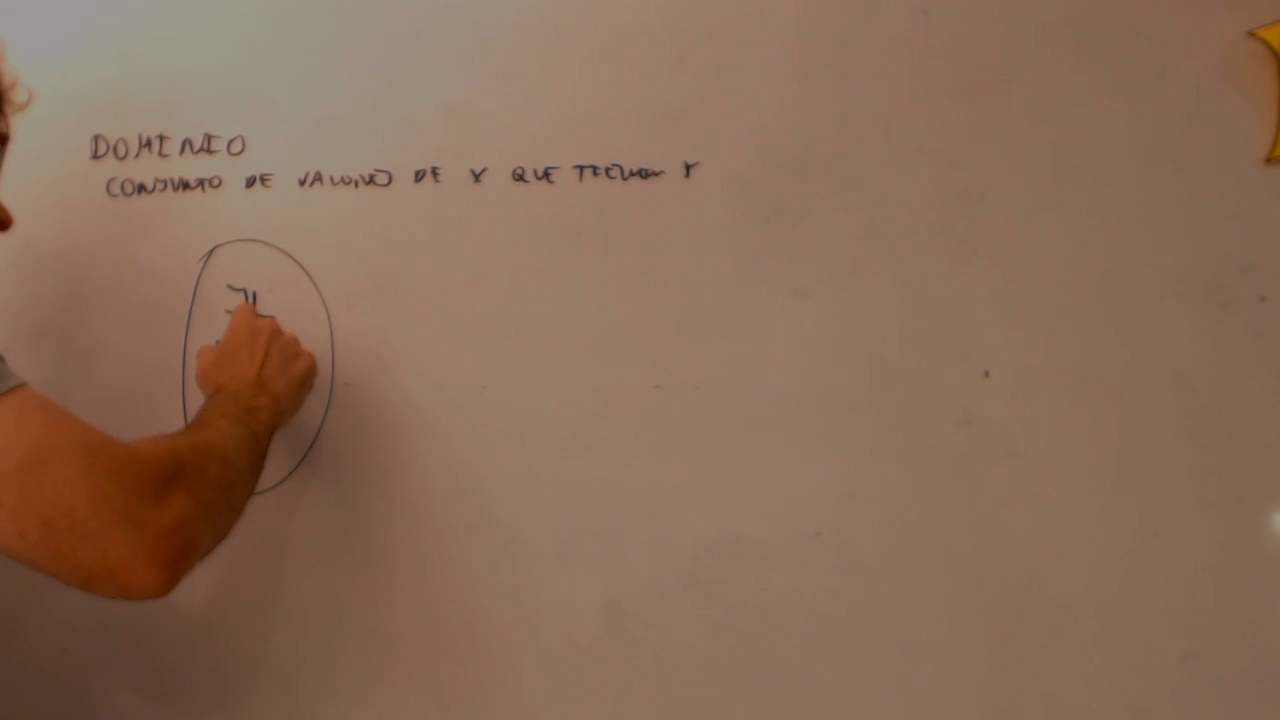 DOMINIO
CONJUNTO DE VALORES DE X QUE TIENEN Y